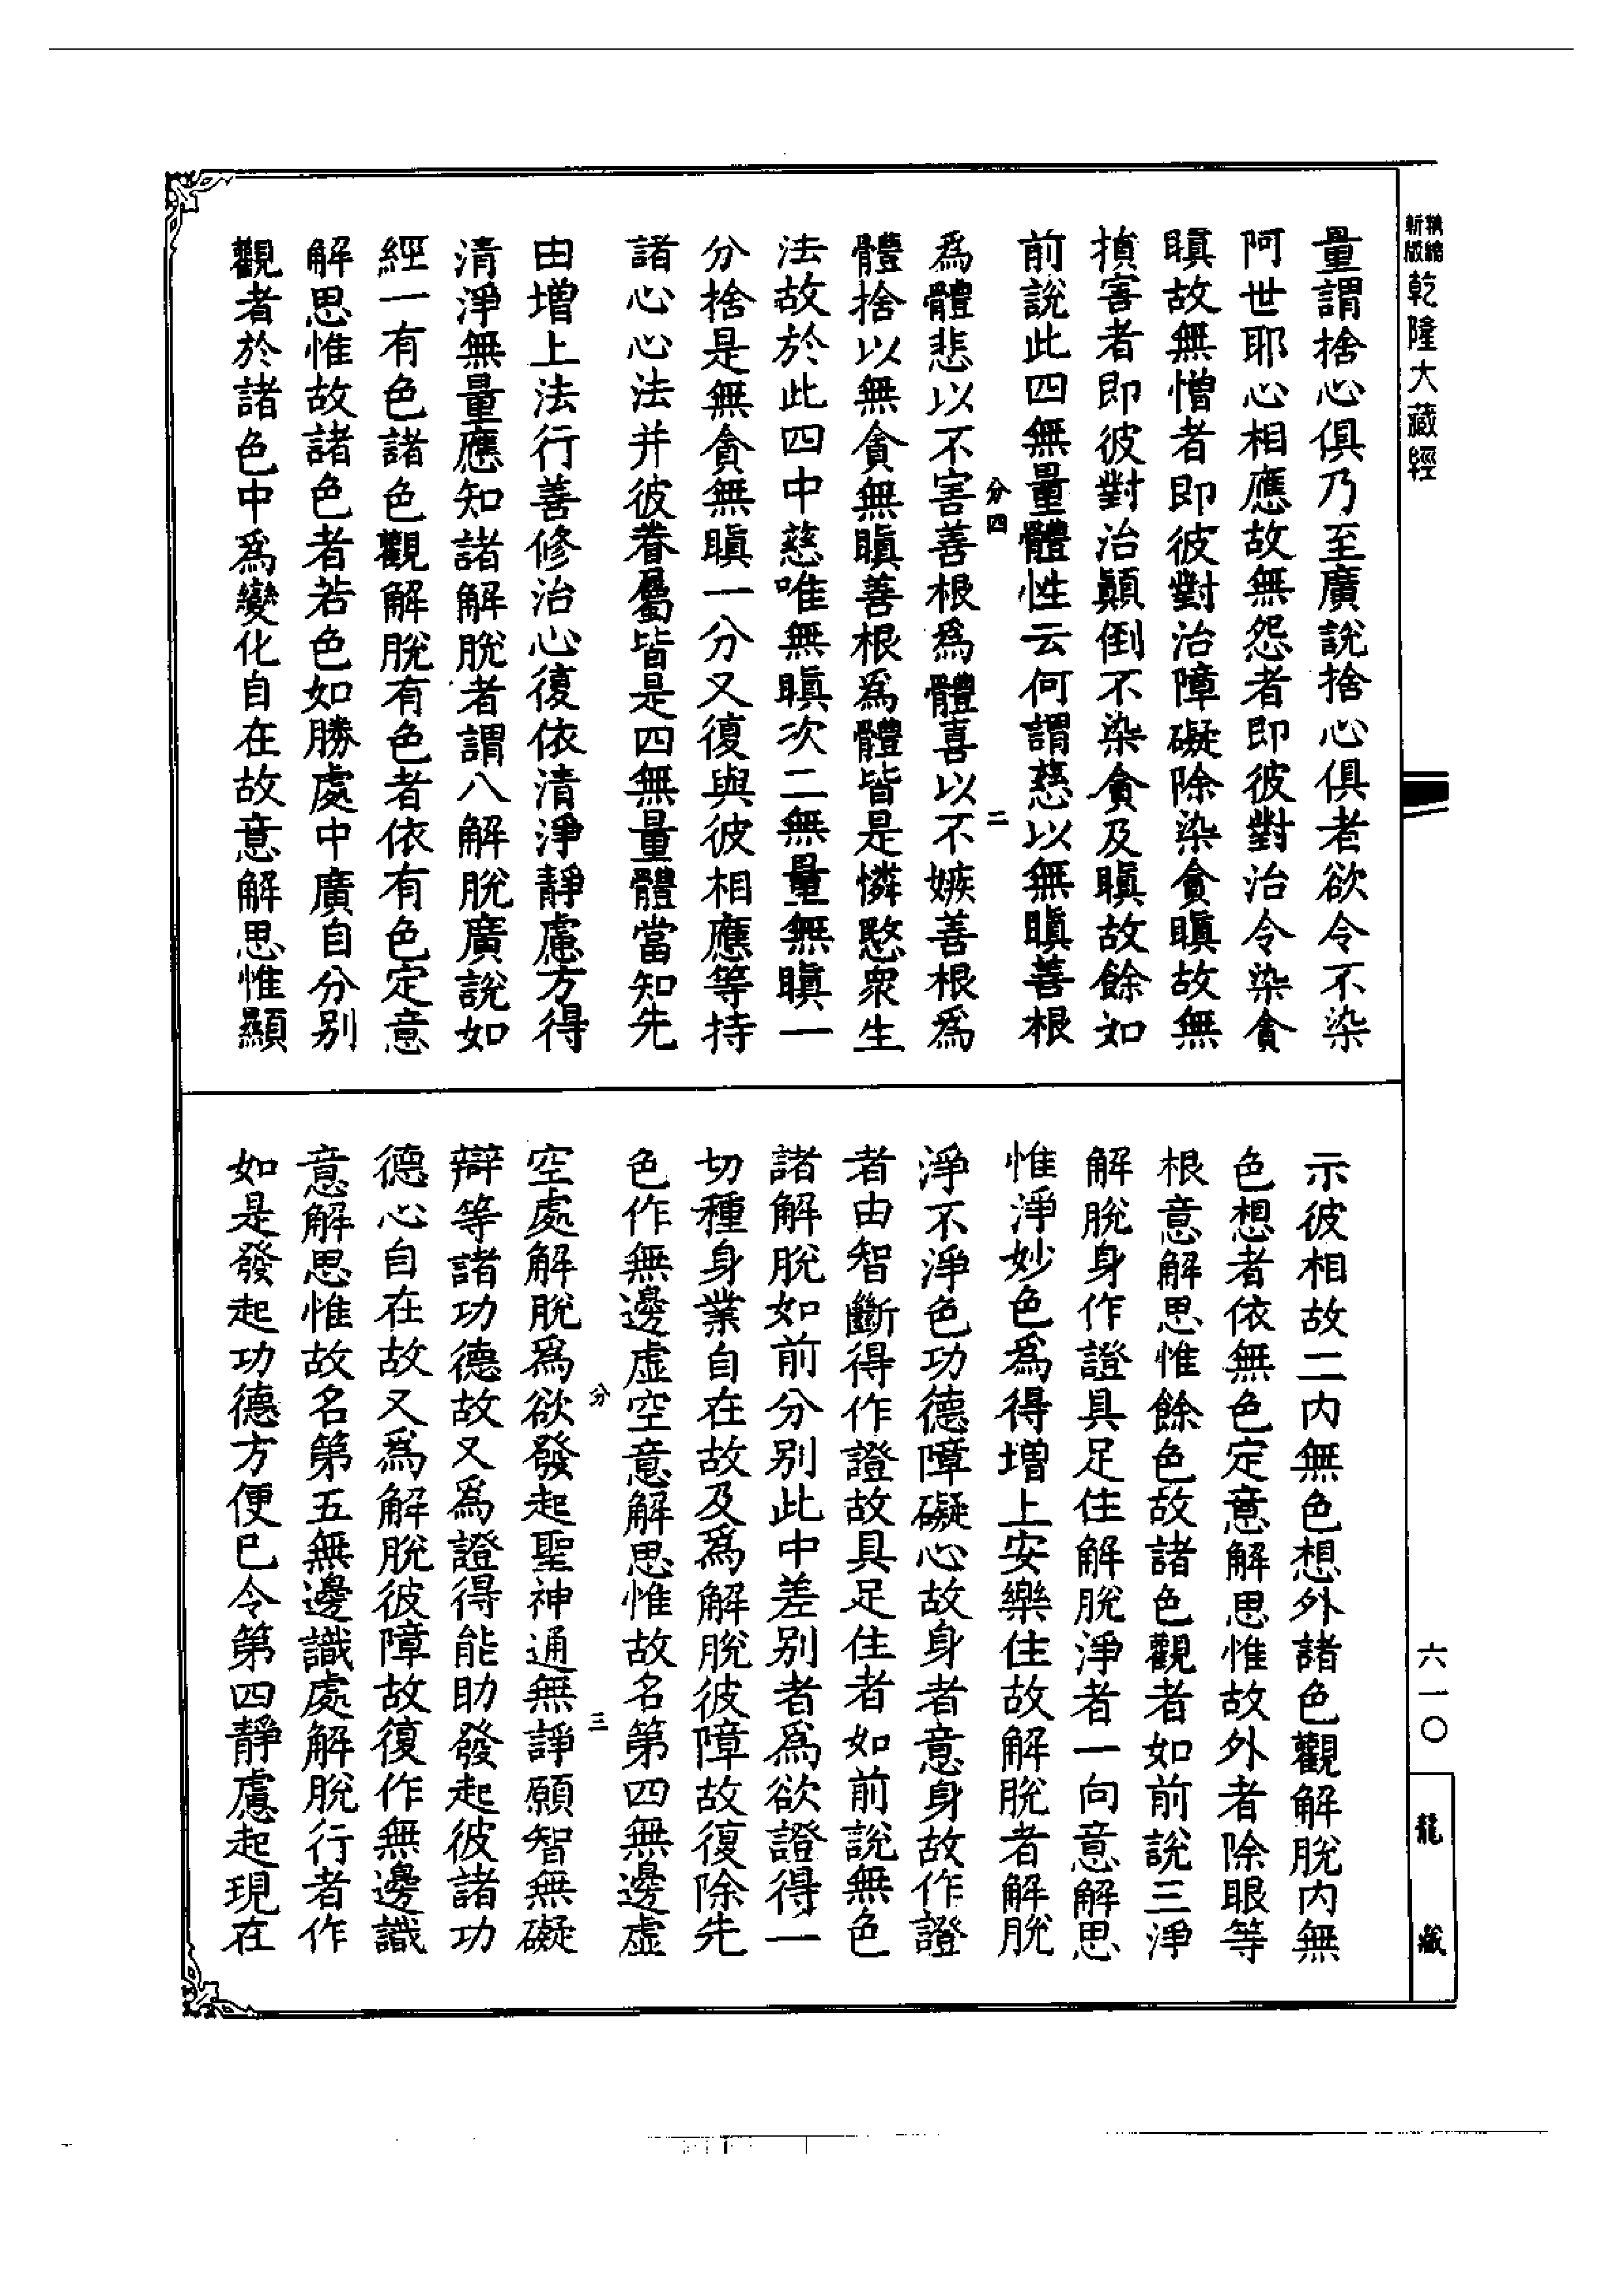 精縮
新版
乾隆大藏經
量謂捨心俱乃至廣說捨心俱者欲令不染
阿世耶心相應故無怨者即彼對治令染貪
瞋故無憎者即彼對治障礙除染貪瞋故無
損害者即彼對治顛倒不染貪及瞋故餘如
前說此四無量體性云何謂慈以無瞋善根
分四
二
為體悲以不害善根為體喜以不嫉善根為
體捨以無貪無瞋善根為體皆是憐愍眾生
法故於此四中慈唯無瞋次二無量無瞋一
分捨是無貪無瞋一分又復與彼相應等持
諸心心法并彼眷屬皆是四無量體當知先
由增上法行善修治心復依清淨靜慮方得
清淨無量應知諸解脫者謂八解脫廣說如
經一有色諸色觀解脫有色者依有色定意
解思惟故諸色者若色如勝處中廣自分別
觀者於諸色中為變化自在故意解思惟顯
示彼相故二內無色想外諸色觀解脫內無
色想者依無色定意解思惟故外者除眼等
根意解思惟餘色故諸色觀者如前說三淨
解脫身作證具足住解脫淨者一向意解思
惟淨妙色為得增上安樂住故解脫者解脫
淨不淨色功德障礙心故身者意身故作證
者由智斷得作證故具足住者如前說無色
諸解脫如前分別此中差別者為欲證得一
切種身業自在故及為解脫彼障故復除先
色作無邊虛空意解思惟故名第四無邊虛
分
三
空處解脫為欲發起聖神通無諍願智無礙
辯等諸功德故又為證得能助發起彼諸功
德心自在故又為解脫彼障故復作無邊識
意解思惟故名第五無邊識處解脫行者作
如是發起功德方便已令第四靜慮起現在
六一〇
龍藏